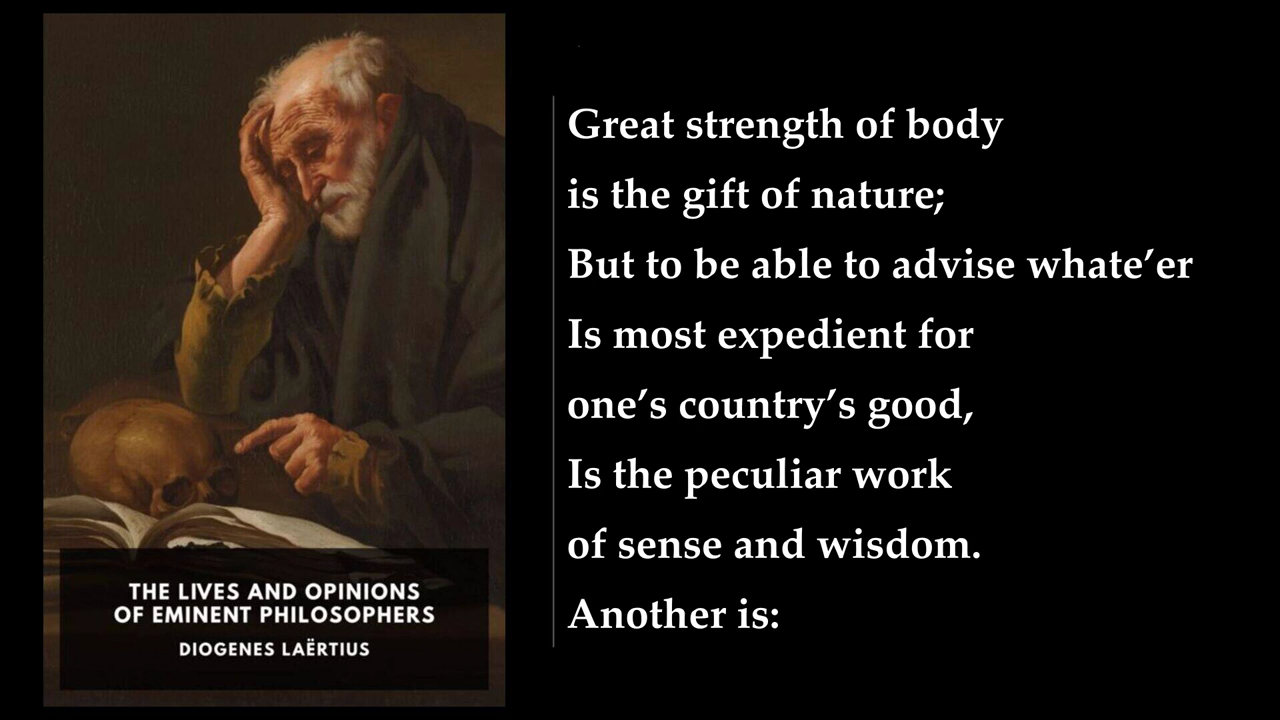 Great strength of body
is the gift of nature;
But to be able to advise whate’er
Is most expedient for
one’s country’s good,
Is the peculiar work
of sense and wisdom.
Another is:
THE LIVES AND OPINIONS
OF EMINENT PHILOSOPHERS
DIOGENES LAËRTIUS